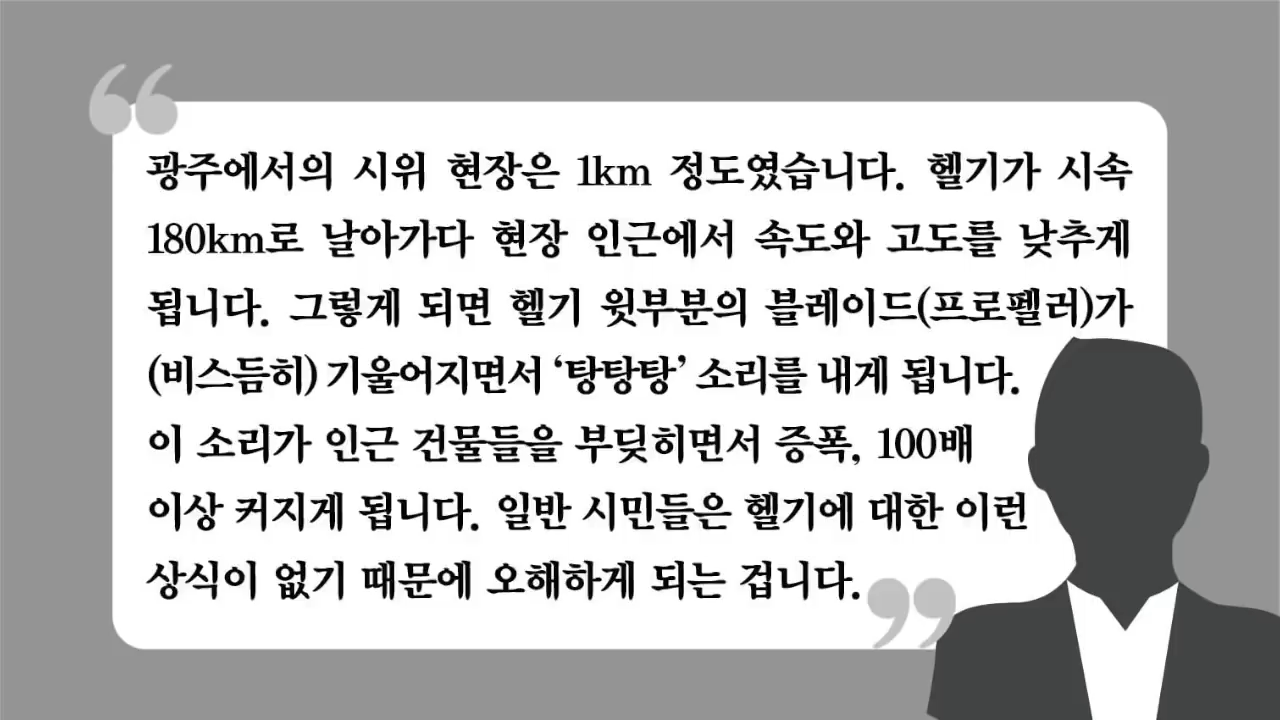 광주에서의 시위 현장은 1km 정도였습니다. 헬기가 시속
180km로 날아가다 현장 인근에서 속도와 고도를 낮추게
됩니다. 그렇게 되면 헬기 윗부분의 블레이드(프로펠러)가
(비스듬히) 기울어지면서 ‘탕탕탕’ 소리를 내게 됩니다.
이 소리가 인근 건물들을 부딪히면서 증폭, 100배
이상 커지게 됩니다. 일반 시민들은 헬기에 대한 이런
상식이 없기 때문에 오해하게 되는 겁니다.